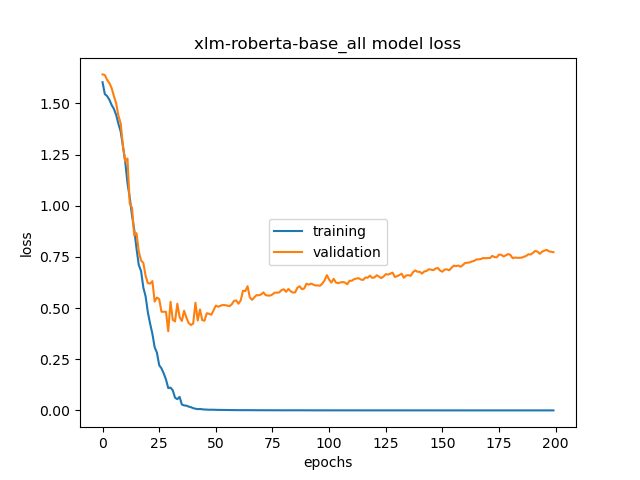 xlm-roberta-base_all model loss
loss
1.50
1.25
1.00
0.75
0.50
0.25
0.00
training
validation
0 25 50 75 100 125 150 175 200
epochs